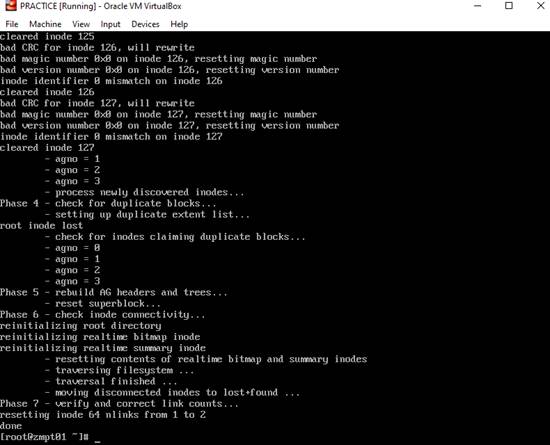 PRACTICE [Running] - Oracle VM VirtualBox
File Machine View Input Devices Help
cleared inode 125
bad CRC for inode 126, will rewrite
bad magic number 0x0 on inode 126, resetting magic number
bad version number 0x0 on inode 126, resetting version number
inode identifier 0 mismatch on inode 126
cleared inode 126
bad CRC for inode 127, will rewrite
bad magic number 0x0 on inode 127, resetting magic number
bad version number 0x0 on inode 127, resetting version number
inode identifier 0 mismatch on inode 127
cleared inode 127
- agno = 1
- agno = 2
- agno = 3
- process newly discovered inodes...
Phase 4 - check for duplicate blocks...
- setting up duplicate extent list...
root inode lost
- check for inodes claiming duplicate blocks...
- agno = 0
- agno = 1
- agno = 2
- agno = 3
Phase 5 - rebuild AG headers and trees...
- reset superblock...
Phase 6 - check inode connectivity...
reinitializing root directory
reinitializing realtime bitmap inode
reinitializing realtime summary inode
- resetting contents of realtime bitmap and summary inodes
- traversing filesystem ...
- traversal finished ...
- moving disconnected inodes to lost+found ...
Phase 7 - verify and correct link counts...
resetting inode 64 nlinks from 1 to 2
done
[root@zmpt01 ~]# _